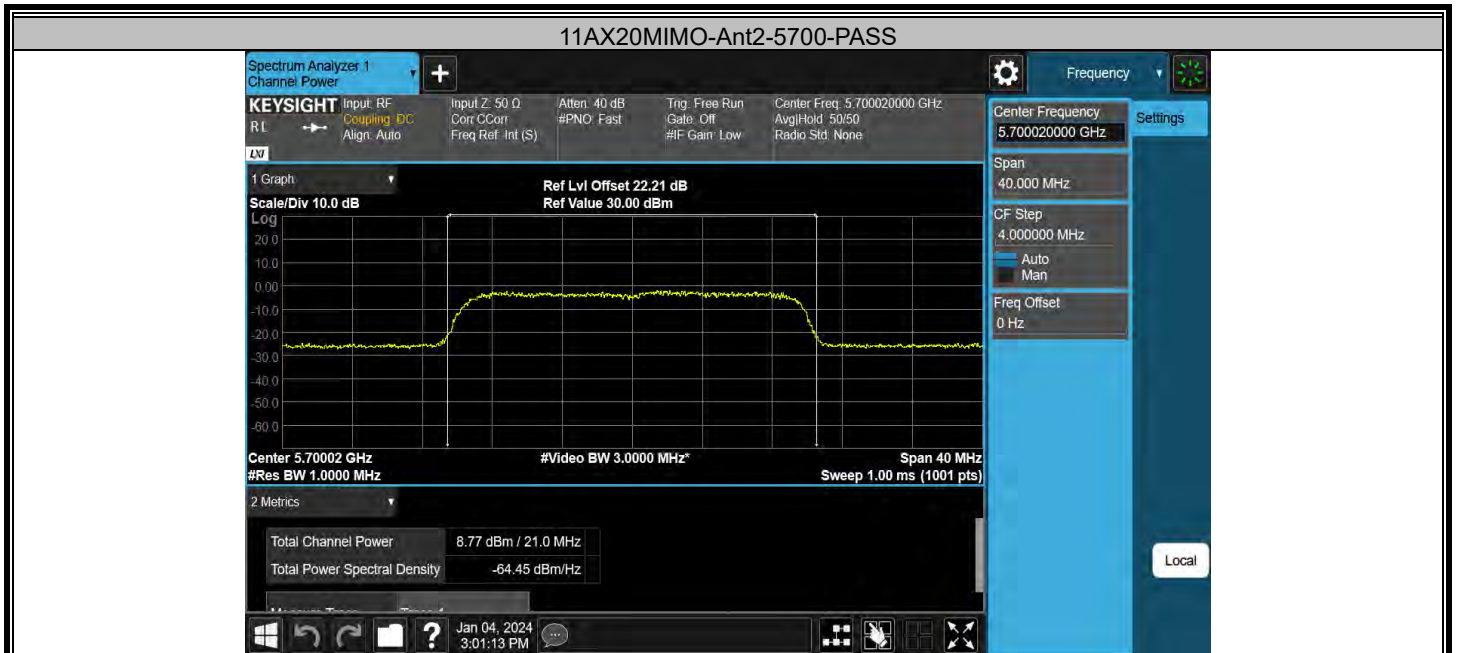 11AX20MIMO-Ant2-5700-PASS
Spectrum Analyzer 1
Channel Power
+
Frequency
KEYSIGHT
Input: RF
Coupling: DC
Align: Auto
Input Z: 50 Ω
Corr CCorr
Freq Ref: Int (S)
Atten: 40 dB
#PNO: Fast
Trig: Free Run
Gate: Off
#IF Gain: Low
Center Freq: 5.700020000 GHz
Avg|Hold: 50/50
Radio Std: None
LXI
Center Frequency
5.700020000 GHz
Settings
Span
40.000 MHz
CF Step
4.000000 MHz
Auto
Man
Freq Offset
0 Hz
Local
1 Graph
Scale/Div 10.0 dB
Ref Lvl Offset 22.21 dB
Ref Value 30.00 dBm
Log
20.0
10.0
0.00
-10.0
-20.0
-30.0
-40.0
-50.0
-60.0
Center 5.70002 GHz
#Video BW 3.0000 MHz*
Span 40 MHz
#Res BW 1.0000 MHz
Sweep 1.00 ms (1001 pts)
2 Metrics
Total Channel Power 8.77 dBm / 21.0 MHz
Total Power Spectral Density -64.45 dBm/Hz
?
Jan 04, 2024
3:01:13 PM